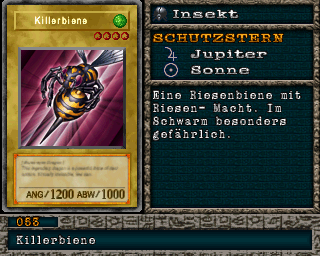 Killerbiene
ANG/1200 ABW/1000
Insekt
SCHUTZSTERN
Jupiter
Sonne
Eine Riesenbiene mit
Riesen- Macht. Im
Schwarm besonders
gefährlich.
053
Killerbiene